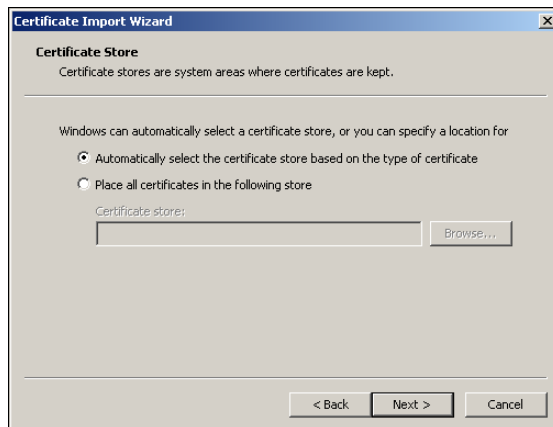 Certificate Import Wizard
Certificate Store
Certificate stores are system areas where certificates are kept.
Windows can automatically select a certificate store, or you can specify a location for
Automatically select the certificate store based on the type of certificate
Place all certificates in the following store
Certificate store:
Browse...
< Back Next > Cancel